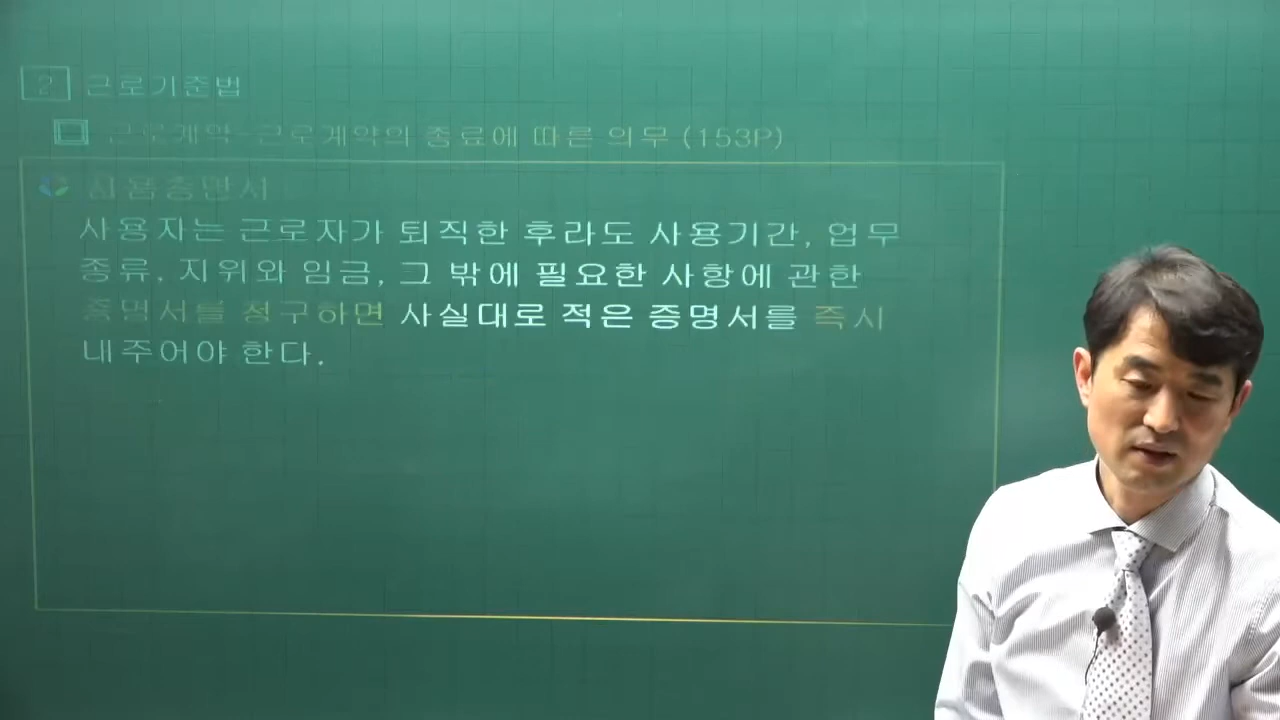 2 근로기준법
근로계약-근로계약의 종료에 따른 의무 (153P)
사용증명서
사용자는 근로자가 퇴직한 후라도 사용기간, 업무
종류, 지위와 임금, 그 밖에 필요한 사항에 관한
증명서를 청구하면 사실대로 적은 증명서를 즉시
내주어야 한다.